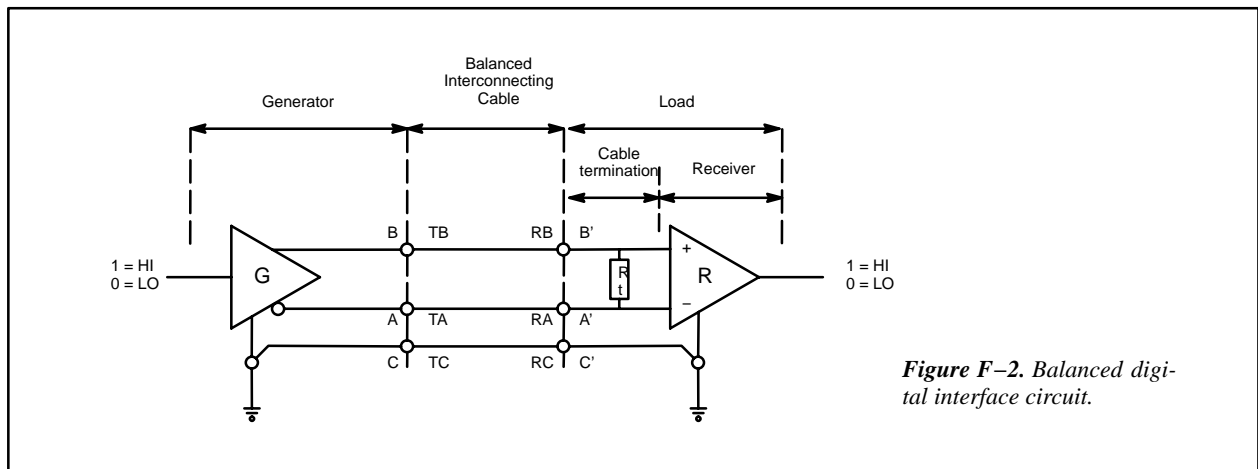 Balanced
Interconnecting
Cable
Generator
Load
Cable
termination
Receiver
B
TB
RB
B’
1 = HI
0 = LO
G
R
t
+
R
−
1 = HI
0 = LO
A
TA
RA
A’
C
TC
RC
C’
Figure F–2. Balanced digi-
tal interface circuit.